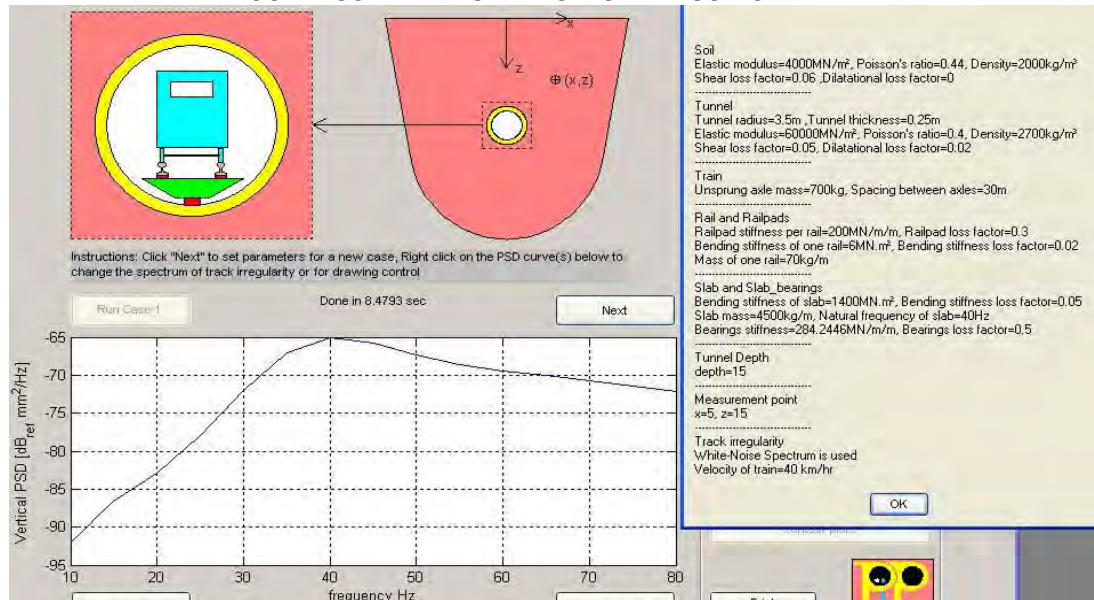 x
z
⊕ (x,z)
Instructions: Click "Next" to set parameters for a new case, Right click on the PSD curve(s) below to
change the spectrum of track irregularity or for drawing control
Run Case 1
Done in 8.4793 sec
Next
Vertical PSD [dB_ref mm²/Hz]
-65
-70
-75
-80
-85
-90
-95
10 20 30 40 50 60 70 80
frequency Hz
Soil
Elastic modulus=4000MN/m², Poisson's ratio=0.44, Density=2000kg/m³
Shear loss factor=0.06 ,Dilatational loss factor=0
Tunnel
Tunnel radius=3.5m ,Tunnel thickness=0.25m
Elastic modulus=60000MN/m², Poisson's ratio=0.4, Density=2700kg/m³
Shear loss factor=0.05, Dilatational loss factor=0.02
Train
Unsprung axle mass=700kg, Spacing between axles=30m
Rail and Railpads
Railpad stiffness per rail=200MN/m/m, Railpad loss factor=0.3
Bending stiffness of one rail=6MN.m², Bending stiffness loss factor=0.02
Mass of one rail=70kg/m
Slab and Slab_bearings
Bending stiffness of slab=1400MN.m², Bending stiffness loss factor=0.05
Slab mass=4500kg/m, Natural frequency of slab=40Hz
Bearings stiffness=284.2446MN/m/m, Bearings loss factor=0.5
Tunnel Depth
depth=15
Measurement point
x=5, z=15
Track irregularity
White-Noise Spectrum is used
Velocity of train=40 km/hr
OK